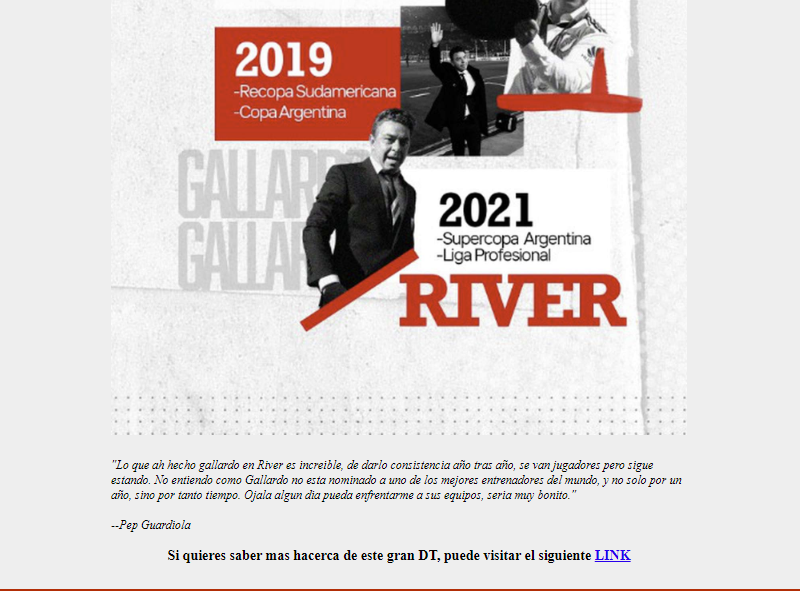 2019
-Recopa Sudamericana
-Copa Argentina
GALLARDO
GALLAR
2021
-Supercopa Argentina
-Liga Profesional
RIVER
"Lo que ah hecho gallardo en River es increible, de darlo consistencia año tras año, se van jugadores pero sigue
estando. No entiendo como Gallardo no esta nominado a uno de los mejores entrenadores del mundo, y no solo por un
año, sino por tanto tiempo. Ojala algun dia pueda enfrentarme a sus equipos, seria muy bonito."
--Pep Guardiola
Si quieres saber mas hacerca de este gran DT, puede visitar el siguiente LINK